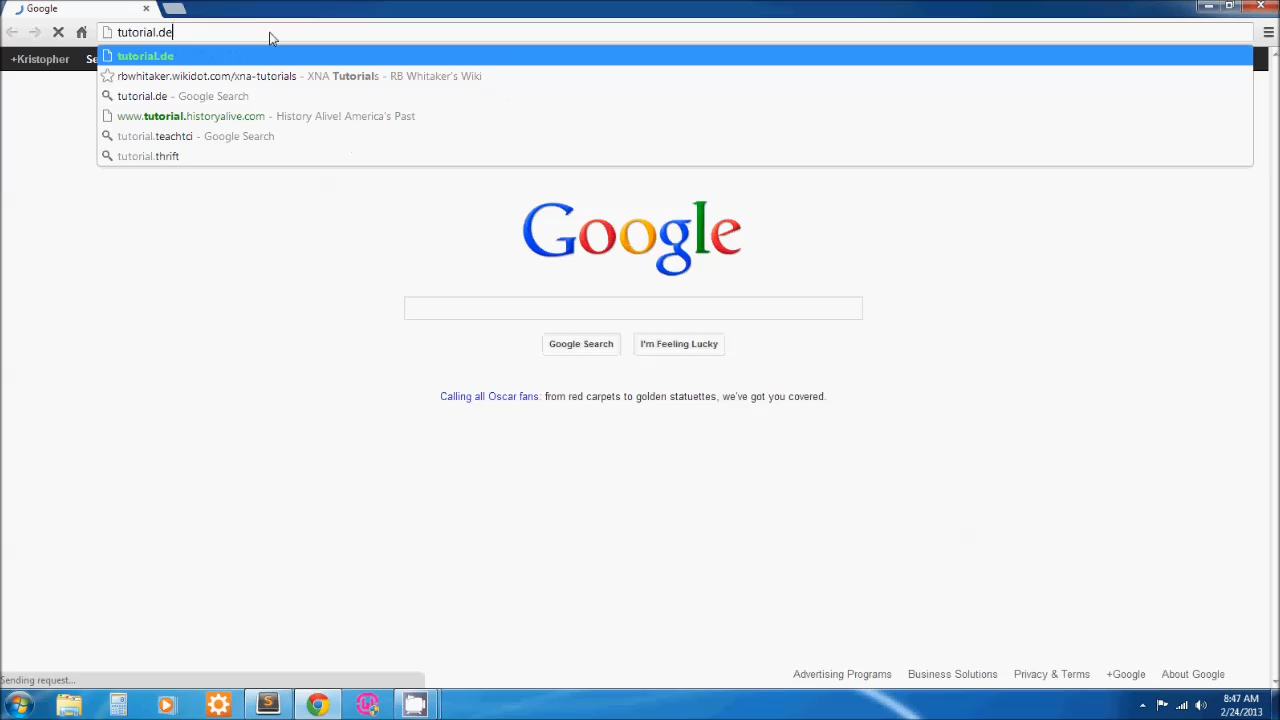 Google
tutorial.de
tutorial.de
+Kristopher Se
rbwhitaker.wikidot.com/xna-tutorials - XNA Tutorials - RB Whitaker's Wiki
tutorial.de - Google Search
www.tutorial.historyalive.com - History Alive! America's Past
tutorial.teachtci - Google Search
tutorial.thrift
Google
Google Search I'm Feeling Lucky
Calling all Oscar fans: from red carpets to golden statuettes, we've got you covered.
Advertising Programs Business Solutions Privacy & Terms +Google About Google
Sending request...
8:47 AM
2/24/2013